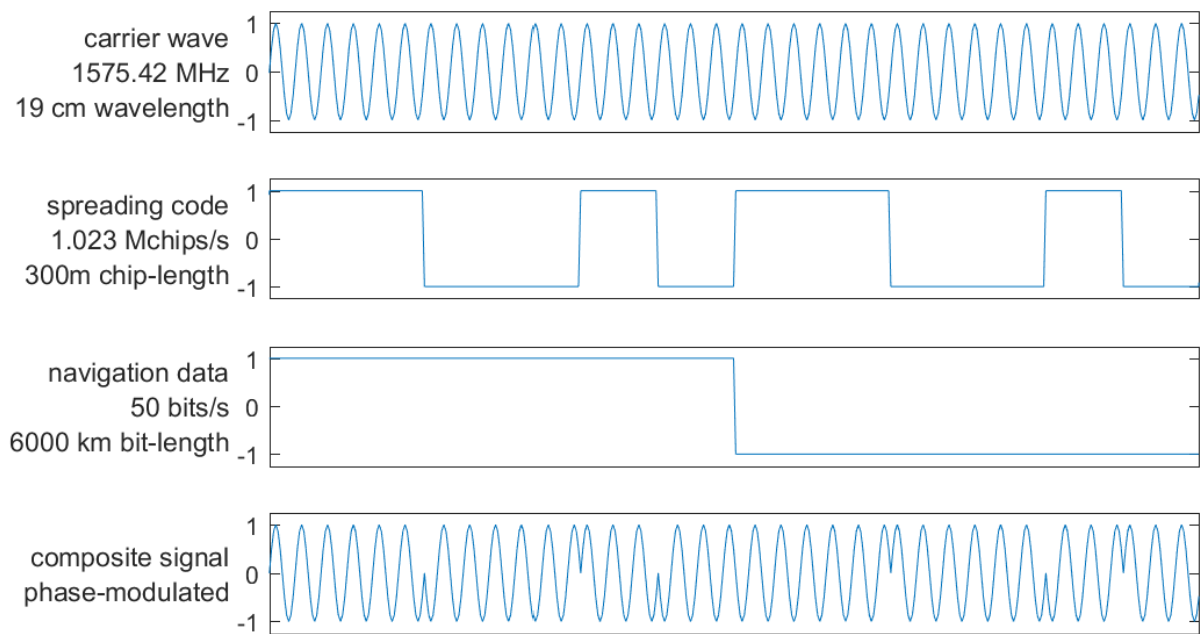 carrier wave
1575.42 MHz
19 cm wavelength
1
0
-1
spreading code
1.023 Mchips/s
300m chip-length
1
0
-1
navigation data
50 bits/s
6000 km bit-length
1
0
-1
composite signal
phase-modulated
1
0
-1